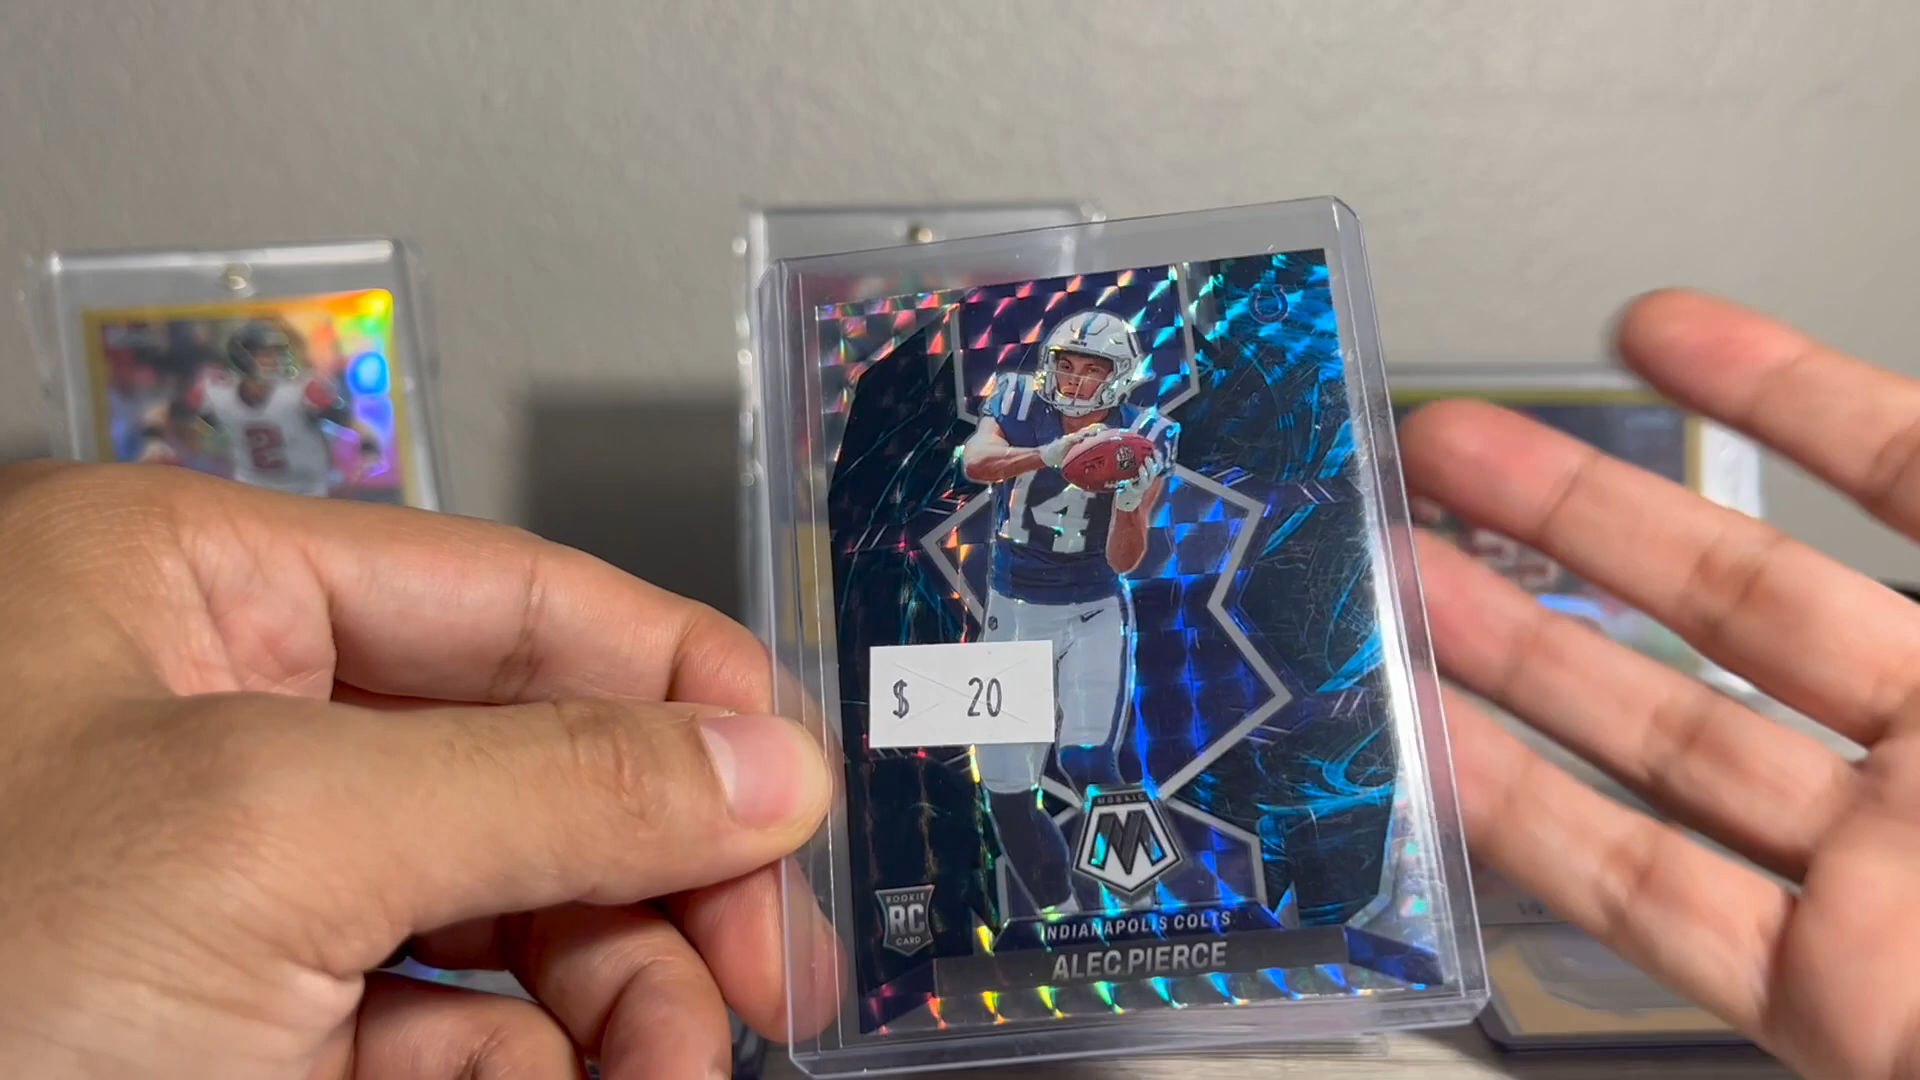 2
14
$ 20
MOSAIC
ROOKIE
RC
CARD
INDIANAPOLIS COLTS
ALEC PIERCE